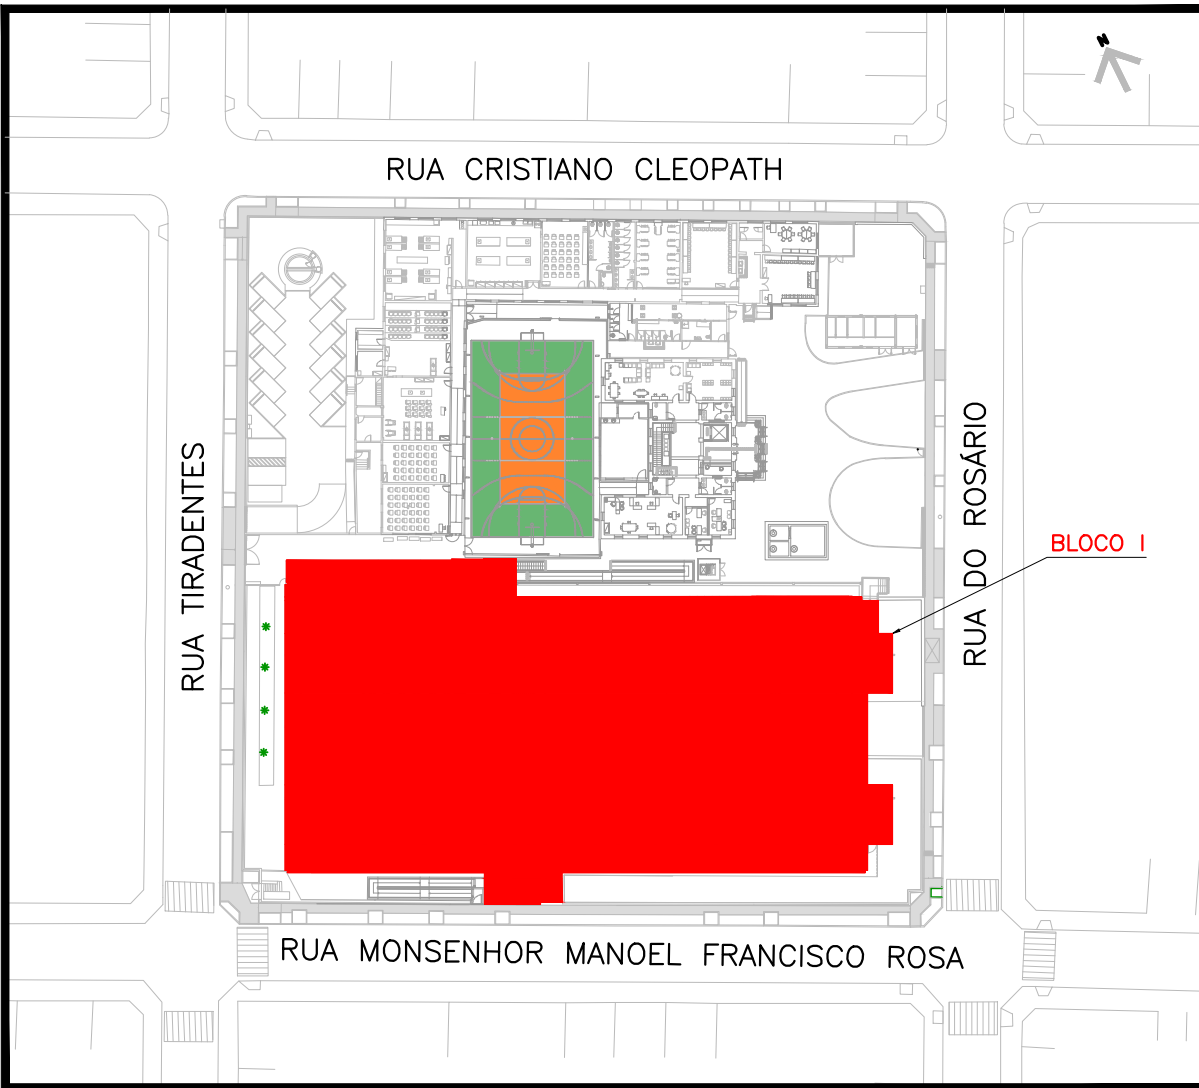 N
RUA CRISTIANO CLEOPATH
RUA TIRADENTES
RUA DO ROSÁRIO
BLOCO I
RUA MONSENHOR MANOEL FRANCISCO ROSA